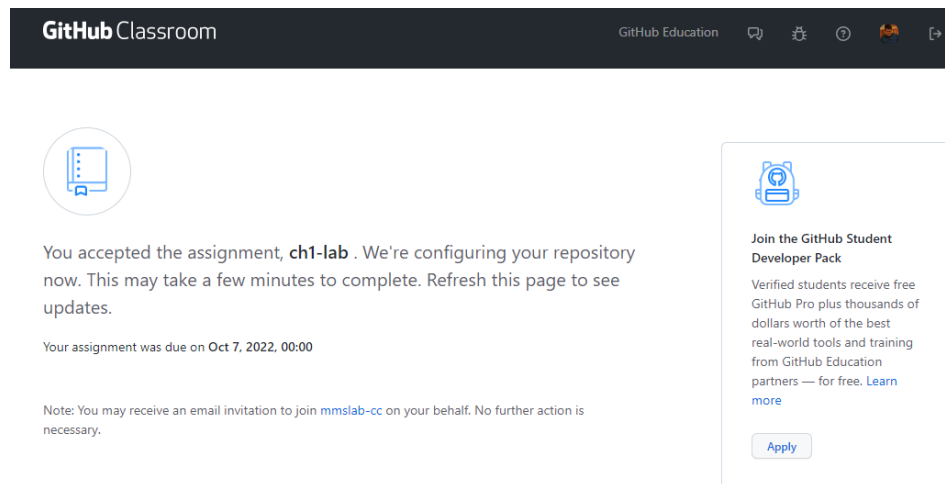 GitHub Classroom
GitHub Education
You accepted the assignment, ch1-lab . We're configuring your repository
now. This may take a few minutes to complete. Refresh this page to see
updates.
Your assignment was due on Oct 7, 2022, 00:00
Note: You may receive an email invitation to join mmslab-cc on your behalf. No further action is
necessary.
Join the GitHub Student
Developer Pack
Verified students receive free
GitHub Pro plus thousands of
dollars worth of the best
real-world tools and training
from GitHub Education
partners — for free. Learn
more
Apply